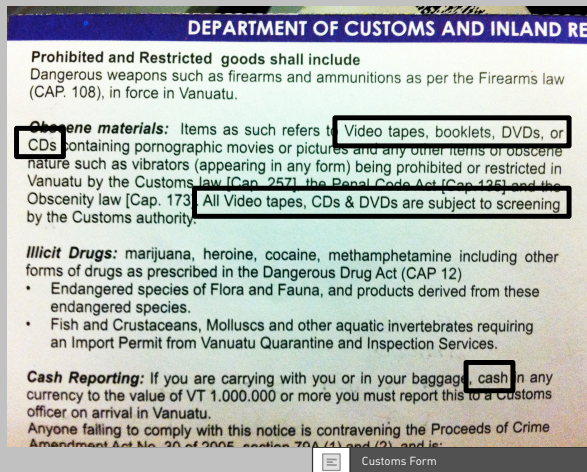 DEPARTMENT OF CUSTOMS AND INLAND RE
Prohibited and Restricted goods shall include
Dangerous weapons such as firearms and ammunitions as per the Firearms law
(CAP. 108), in force in Vanuatu.
Obscene materials: Items as such refers to Video tapes, booklets, DVDs, or
CDs containing pornographic movies or pictures and any other items of obscene
nature such as vibrators (appearing in any form) being prohibited or restricted in
Vanuatu by the Customs law [Cap. 257], the Penal Code Act [Cap 135] and the
Obscenity law [Cap. 173]. All Video tapes, CDs & DVDs are subject to screening
by the Customs authority.
Illicit Drugs: marijuana, heroine, cocaine, methamphetamine including other
forms of drugs as prescribed in the Dangerous Drug Act (CAP 12)
• Endangered species of Flora and Fauna, and products derived from these
endangered species.
• Fish and Crustaceans, Molluscs and other aquatic invertebrates requiring
an Import Permit from Vanuatu Quarantine and Inspection Services.
Cash Reporting: If you are carrying with you or in your baggage, cash in any
currency to the value of VT 1.000.000 or more you must report this to a Customs
officer on arrival in Vanuatu.
Anyone failing to comply with this notice is contravening the Proceeds of Crime
Amendment Act No. 30 of 2005, section 79A (1) and (2), and is:
Customs Form